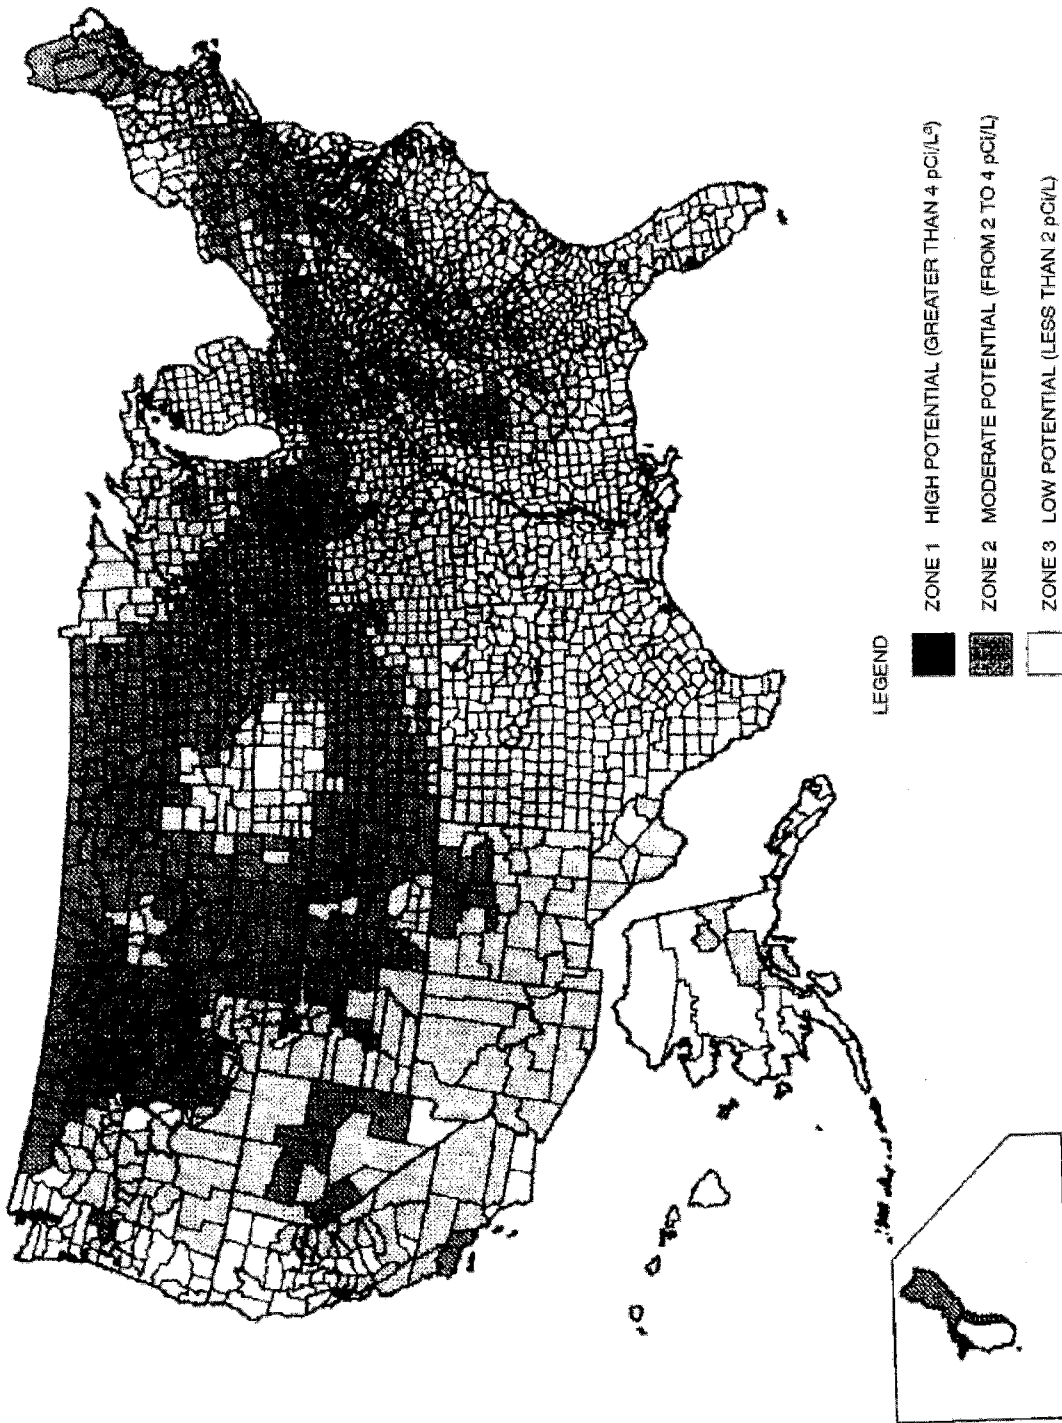 LEGEND
ZONE 1 HIGH POTENTIAL (GREATER THAN 4 pCi/Lª)
ZONE 2 MODERATE POTENTIAL (FROM 2 TO 4 pCi/L)
ZONE 3 LOW POTENTIAL (LESS THAN 2 pCi/L)